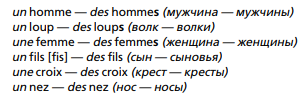 un homme — des hommes (мужчина — мужчины)
un loup — des loups (волк — волки)
une femme — des femmes (женщина — женщины)
un fils [fis] — des fils (сын — сыновья)
une croix — des croix (крест — кресты)
un nez — des nez (нос — носы)